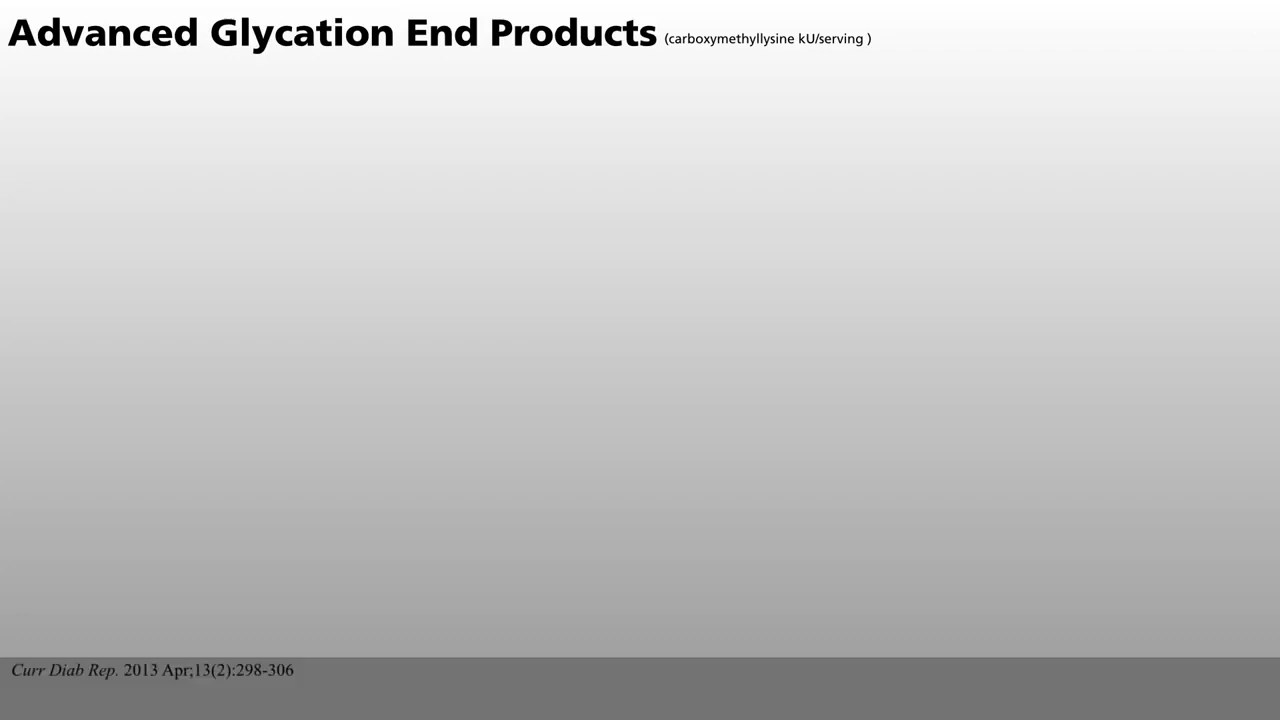 Advanced Glycation End Products (carboxymethyllysine kU/serving )
Curr Diab Rep. 2013 Apr;13(2):298-306